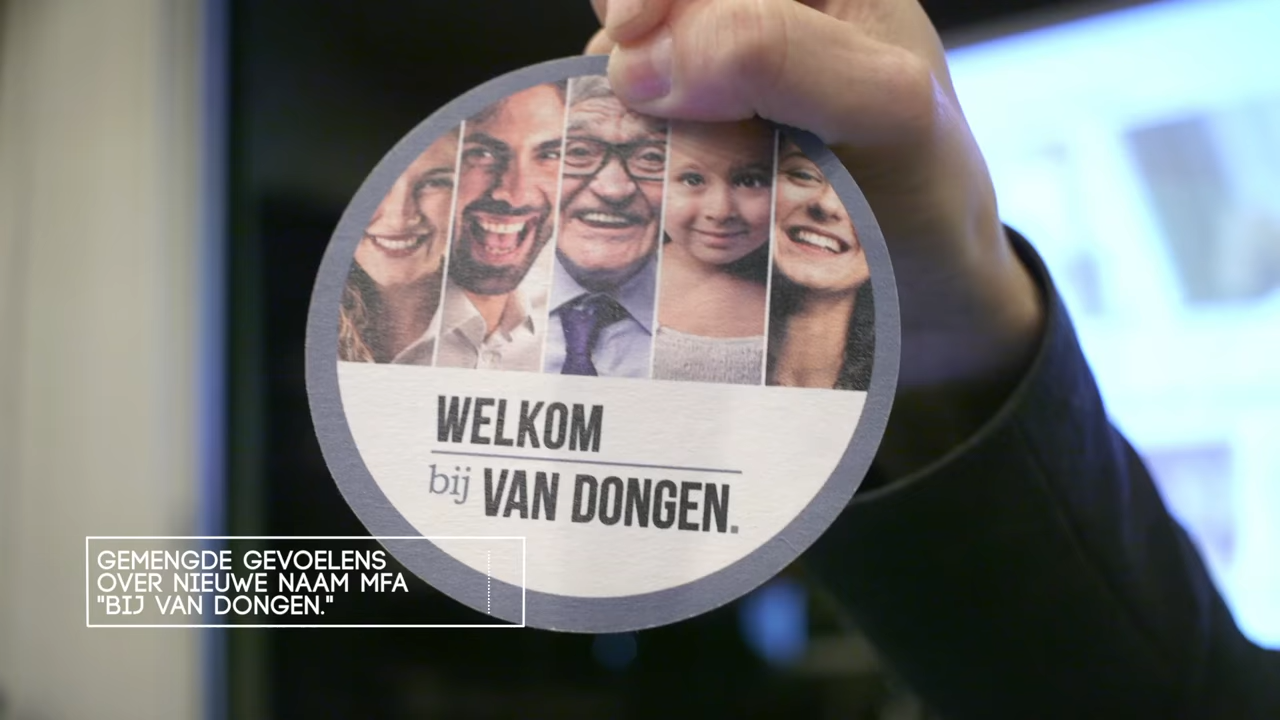 WELKOM
bij VAN DONGEN.
GEMENGDE GEVOELENS
OVER NIEUWE NAAM MFA
"BIJ VAN DONGEN."